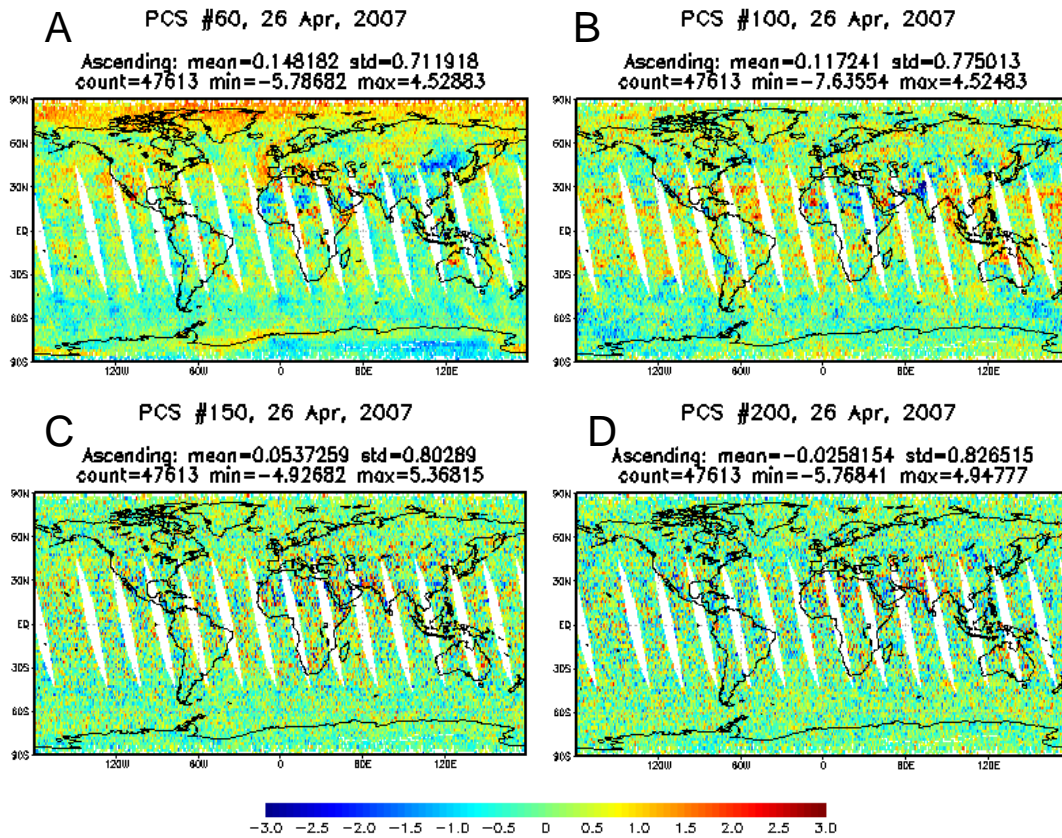 A
PCS #60, 26 Apr, 2007
Ascending: mean=0.148182 std=0.711918
count=47613 min=-5.78682 max=4.52883
90N
60N
30N
EQ
30S
60S
90S
120W 60W 0 60E 120E
B
PCS #100, 26 Apr, 2007
Ascending: mean=0.117241 std=0.775013
count=47613 min=-7.63554 max=4.52483
90N
60N
30N
EQ
30S
60S
90S
120W 60W 0 60E 120E
C
PCS #150, 26 Apr, 2007
Ascending: mean=0.0537259 std=0.80289
count=47613 min=-4.92682 max=5.36815
90N
60N
30N
EQ
30S
60S
90S
120W 60W 0 60E 120E
D
PCS #200, 26 Apr, 2007
Ascending: mean=-0.0258154 std=0.826515
count=47613 min=-5.76841 max=4.94777
90N
60N
30N
EQ
30S
60S
90S
120W 60W 0 60E 120E
-3.0 -2.5 -2.0 -1.5 -1.0 -0.5 0 0.5 1.0 1.5 2.0 2.5 3.0